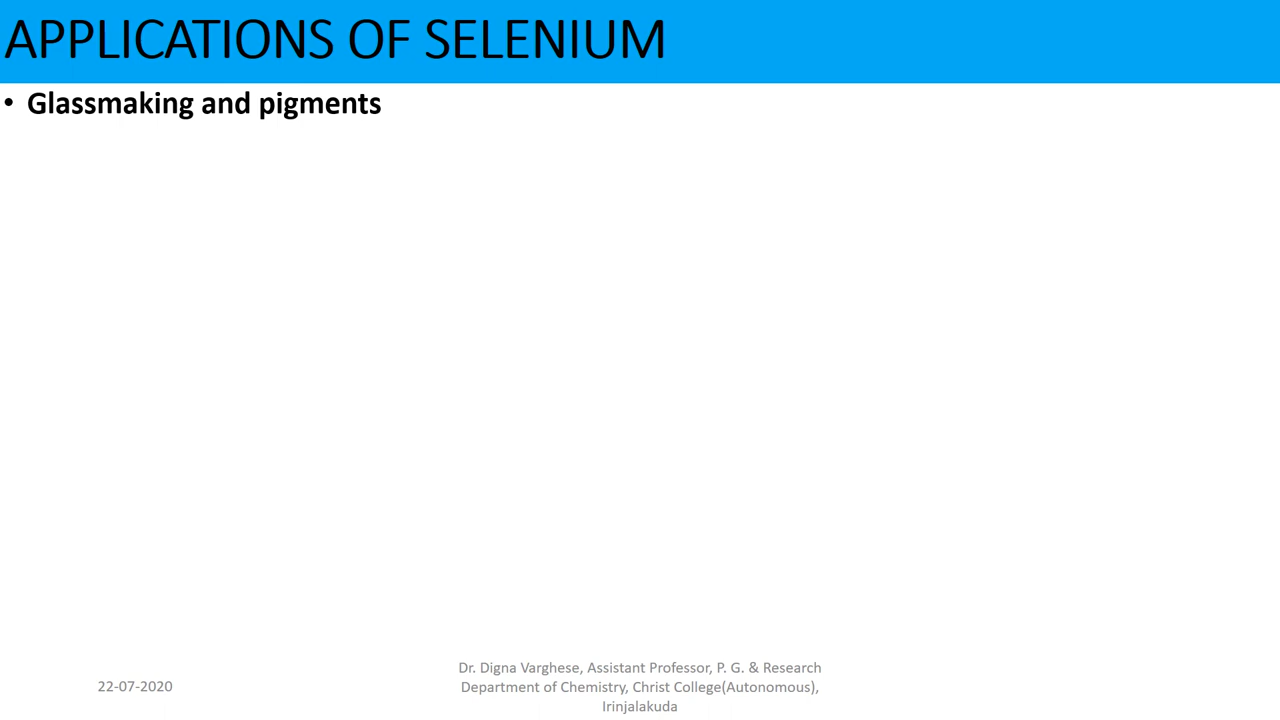 APPLICATIONS OF SELENIUM
• Glassmaking and pigments
22-07-2020
Dr. Digna Varghese, Assistant Professor, P. G. & Research
Department of Chemistry, Christ College(Autonomous),
Irinjalakuda